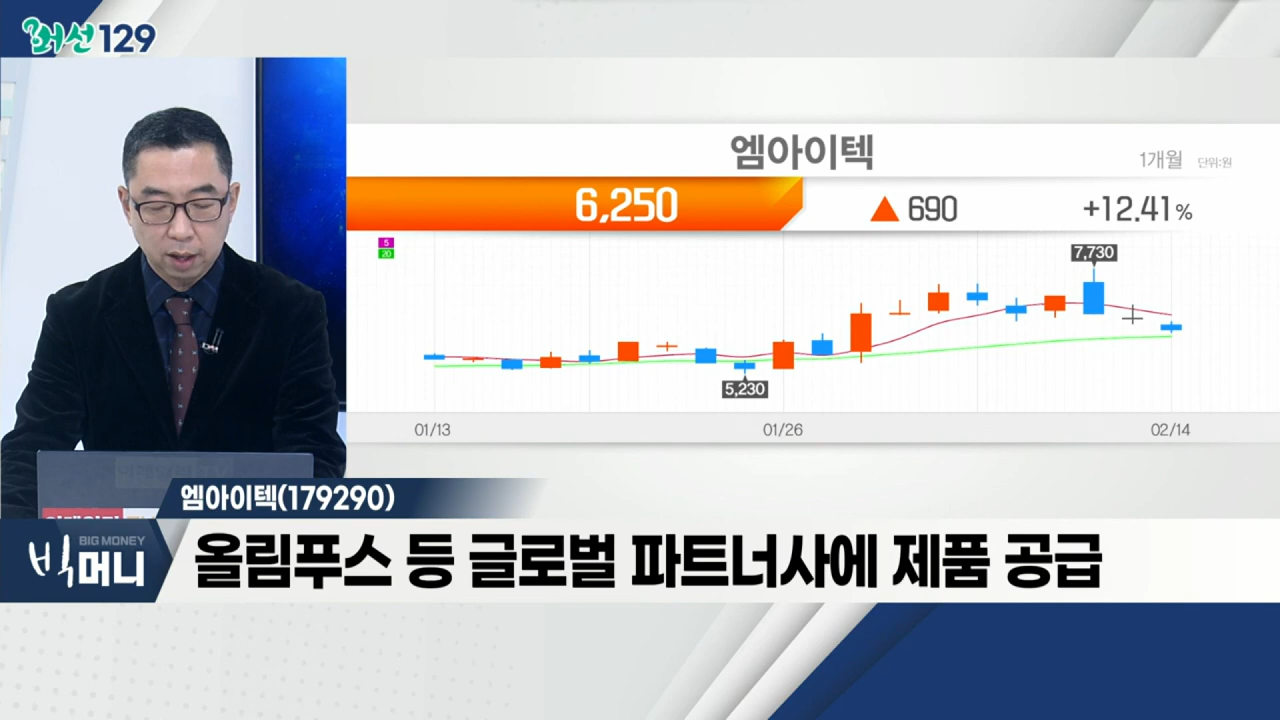 머선129
엠아이텍
1개월 단위:원
6,250 ▲ 690 +12.41%
5
20
7,730
5,230
01/13 01/26 02/14
엠아이텍(179290)
BIG MONEY
빅머니
올림푸스 등 글로벌 파트너사에 제품 공급